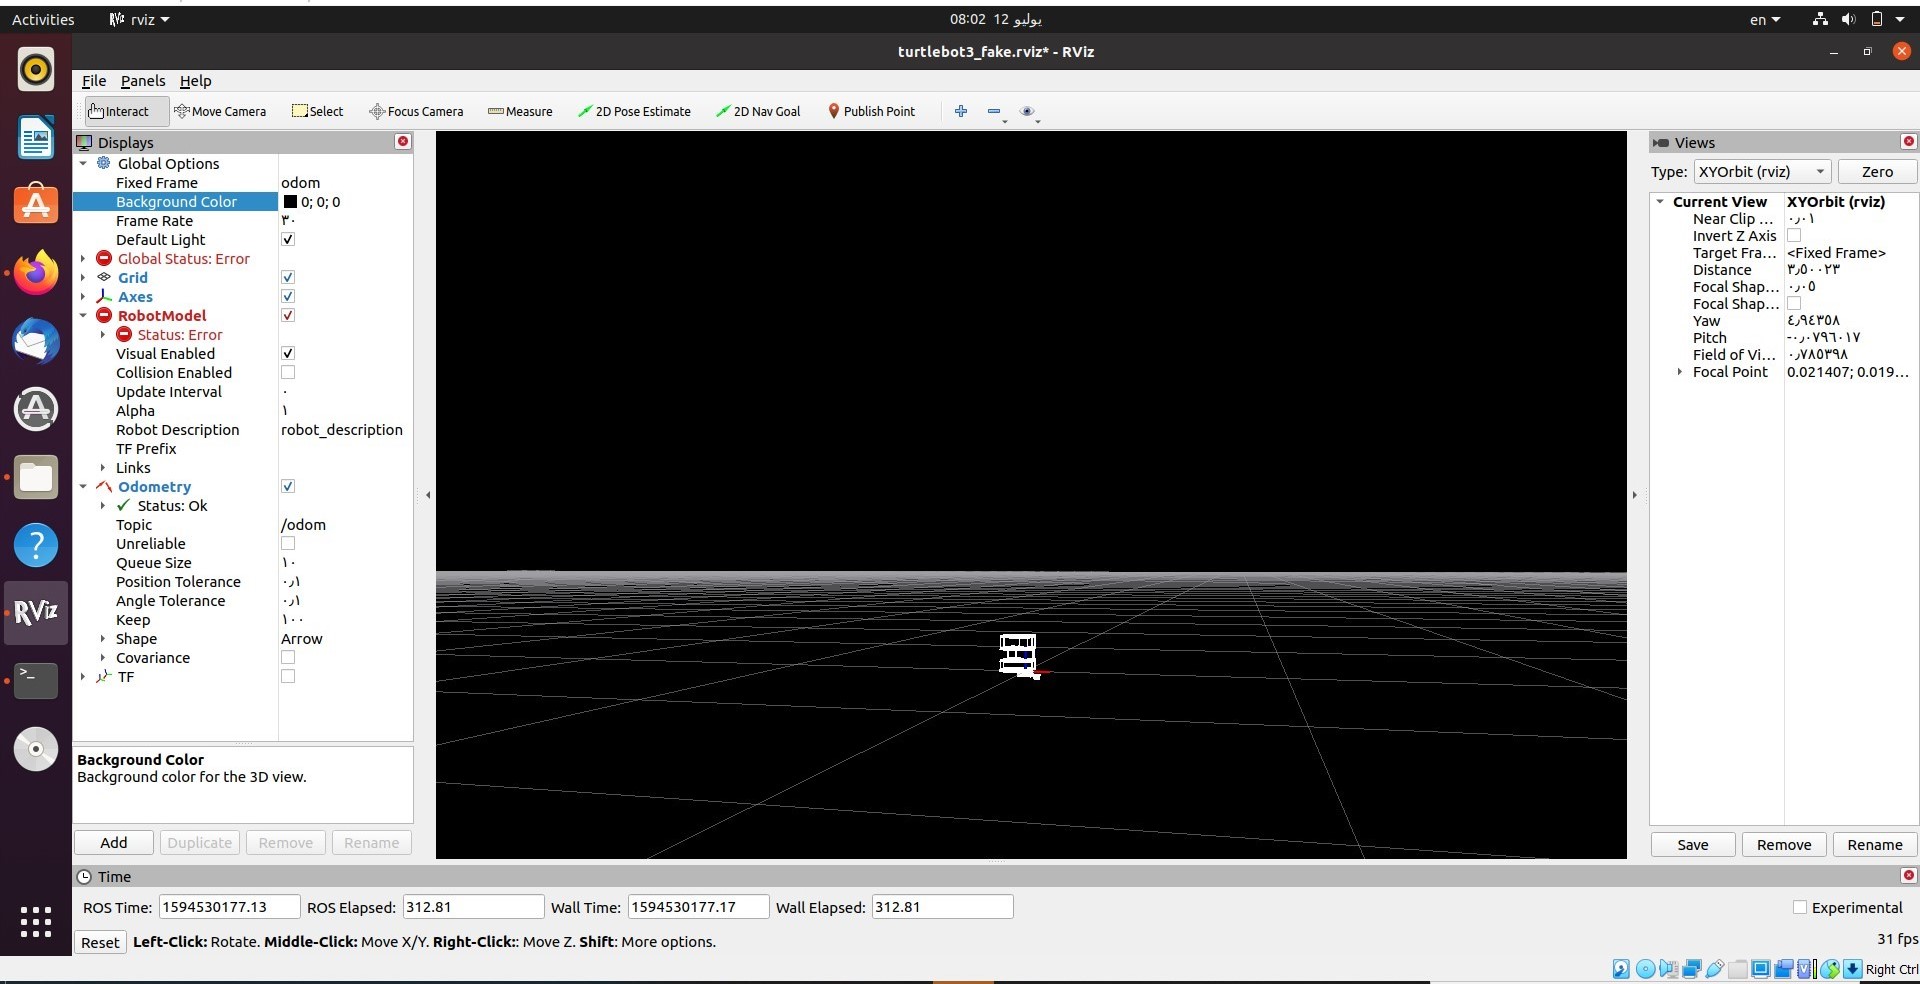 Activities rviz يوليو 12 08:02 en
turtlebot3_fake.rviz* - RViz
File Panels Help
Interact Move Camera Select Focus Camera Measure 2D Pose Estimate 2D Nav Goal Publish Point
Displays
Global Options
Fixed Frame odom
Background Color 0; 0; 0
Frame Rate ٣٠
Default Light
Global Status: Error
Grid
Axes
RobotModel
Status: Error
Visual Enabled
Collision Enabled
Update Interval ٠
Alpha ١
Robot Description robot_description
TF Prefix
Links
Odometry
Status: Ok
Topic /odom
Unreliable
Queue Size ١٠
Position Tolerance ٠٫١
Angle Tolerance ٠٫١
Keep ١٠٠
Shape Arrow
Covariance
TF
Background Color
Background color for the 3D view.
Add Duplicate Remove Rename
Views
Type: XYOrbit (rviz) Zero
Current View XYOrbit (rviz)
Near Clip ... ٠٫٠١
Invert Z Axis
Target Fra... <Fixed Frame>
Distance ٣٫٥٠٠٢٣
Focal Shap... ٠٫٠٥
Focal Shap...
Yaw ٤٫٩٤٣٥٨
Pitch -٠٫٠٧٩٦٠١٧
Field of Vi... ٠٫٧٨٥٣٩٨
Focal Point 0.021407; 0.019...
Save Remove Rename
Time
ROS Time: 1594530177.13 ROS Elapsed: 312.81 Wall Time: 1594530177.17 Wall Elapsed: 312.81 Experimental
Reset Left-Click: Rotate. Middle-Click: Move X/Y. Right-Click:: Move Z. Shift: More options. 31 fps
RViz
Right Ctrl